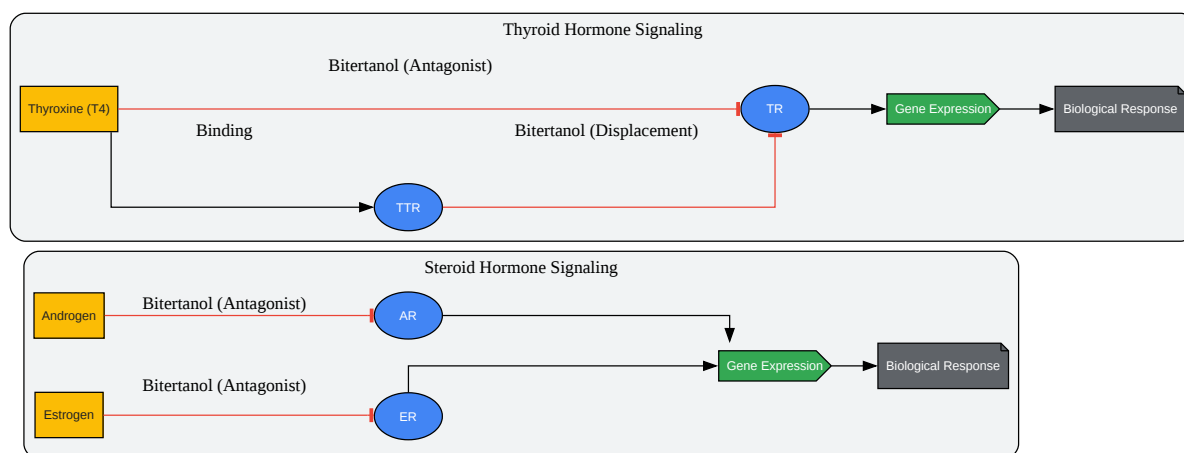 Thyroid Hormone Signaling
Bitertanol (Antagonist)
Thyroxine (T4)
TR
Gene Expression
Biological Response
Binding
Bitertanol (Displacement)
TTR
Steroid Hormone Signaling
Bitertanol (Antagonist)
Androgen
AR
Gene Expression
Biological Response
Bitertanol (Antagonist)
Estrogen
ER